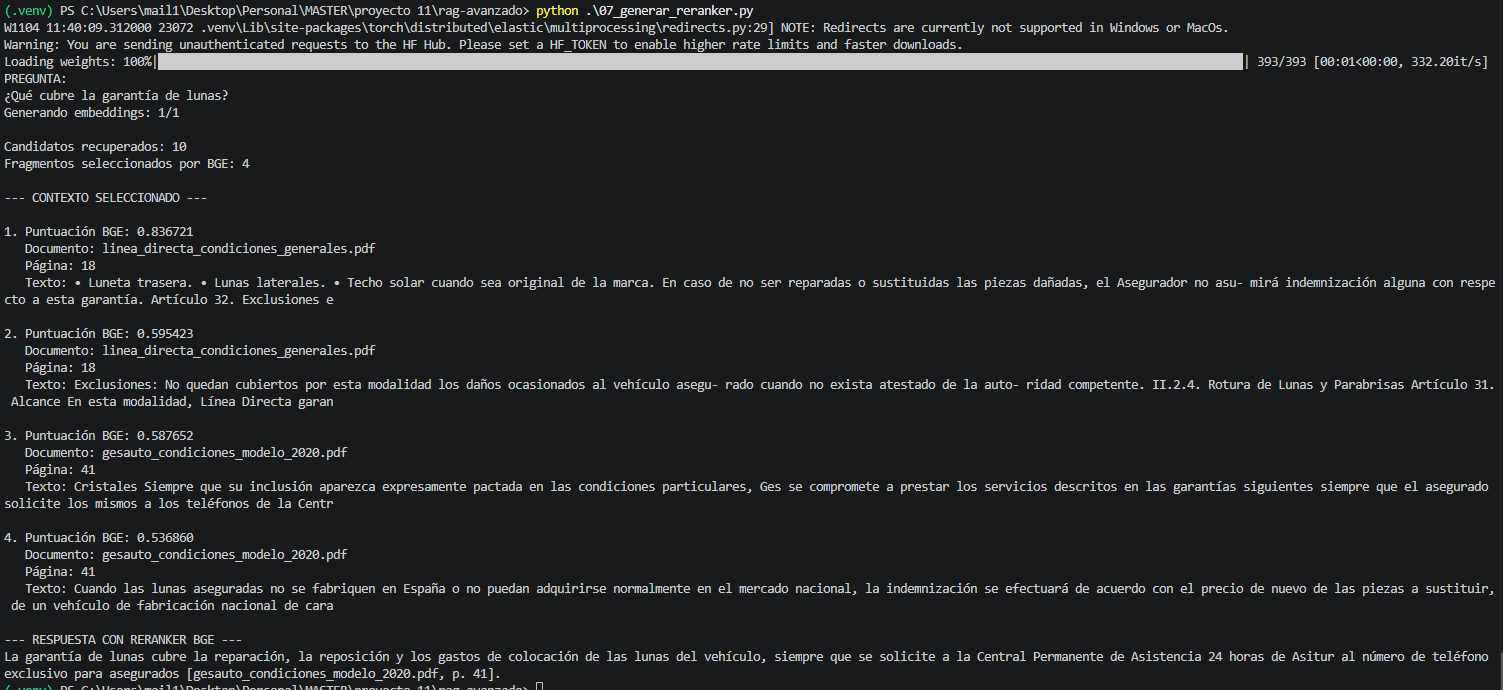 (.venv) PS C:\Users\mail1\Desktop\Personal\MASTER\proyecto 11\rag-avanzado> python .\07_generar_reranker.py
W1104 11:40:09.312000 23072 .venv\Lib\site-packages\torch\distributed\elastic\multiprocessing\redirects.py:29] NOTE: Redirects are currently not supported in Windows or MacOs.
Warning: You are sending unauthenticated requests to the HF Hub. Please set a HF_TOKEN to enable higher rate limits and faster downloads.
Loading weights: 100%| | 393/393 [00:01<00:00, 332.20it/s]
PREGUNTA:
¿Qué cubre la garantía de lunas?
Generando embeddings: 1/1
Candidatos recuperados: 10
Fragmentos seleccionados por BGE: 4
--- CONTEXTO SELECCIONADO ---
1. Puntuación BGE: 0.836721
Documento: linea_directa_condiciones_generales.pdf
Página: 18
Texto: • Luneta trasera. • Lunas laterales. • Techo solar cuando sea original de la marca. En caso de no ser reparadas o sustituidas las piezas dañadas, el Asegurador no asu- mirá indemnización alguna con respe
cto a esta garantía. Artículo 32. Exclusiones e
2. Puntuación BGE: 0.595423
Documento: linea_directa_condiciones_generales.pdf
Página: 18
Texto: Exclusiones: No quedan cubiertos por esta modalidad los daños ocasionados al vehículo asegu- rado cuando no exista atestado de la auto- ridad competente. II.2.4. Rotura de Lunas y Parabrisas Artículo 31.
Alcance En esta modalidad, Línea Directa garan
3. Puntuación BGE: 0.587652
Documento: gesauto_condiciones_modelo_2020.pdf
Página: 41
Texto: Cristales Siempre que su inclusión aparezca expresamente pactada en las condiciones particulares, Ges se compromete a prestar los servicios descritos en las garantías siguientes siempre que el asegurado
solicite los mismos a los teléfonos de la Centr
4. Puntuación BGE: 0.536860
Documento: gesauto_condiciones_modelo_2020.pdf
Página: 41
Texto: Cuando las lunas aseguradas no se fabriquen en España o no puedan adquirirse normalmente en el mercado nacional, la indemnización se efectuará de acuerdo con el precio de nuevo de las piezas a sustituir,
de un vehículo de fabricación nacional de cara
--- RESPUESTA CON RERANKER BGE ---
La garantía de lunas cubre la reparación, la reposición y los gastos de colocación de las lunas del vehículo, siempre que se solicite a la Central Permanente de Asistencia 24 horas de Asitur al número de teléfono
exclusivo para asegurados [gesauto_condiciones_modelo_2020.pdf, p. 41].
(.venv) PS C:\Users\mail1\Desktop\Personal\MASTER\proyecto 11\rag-avanzado>